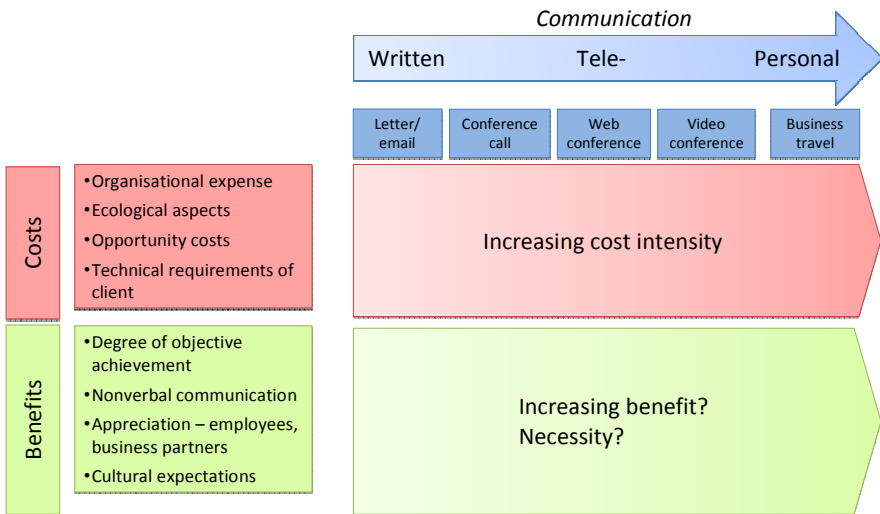 Communication
Written Tele- Personal
Letter/
email
Conference
call
Web
conference
Video
conference
Business
travel
Costs
•Organisational expense
•Ecological aspects
•Opportunity costs
•Technical requirements of
client
Increasing cost intensity
Benefits
•Degree of objective
achievement
•Nonverbal communication
•Appreciation – employees,
business partners
•Cultural expectations
Increasing benefit?
Necessity?